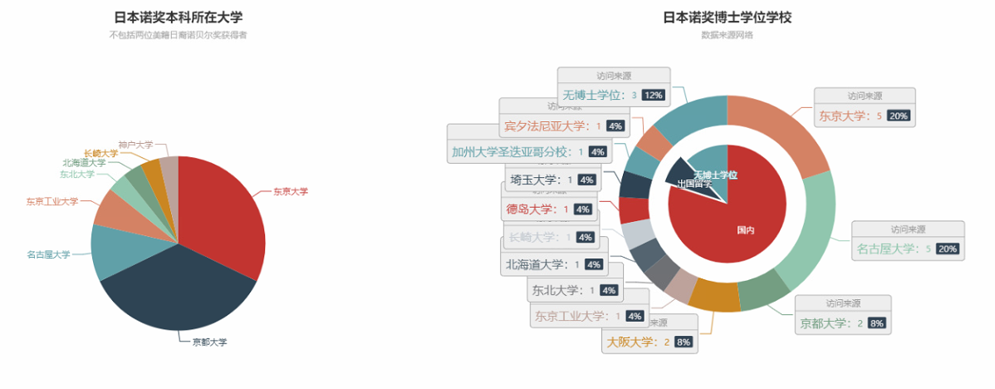 日本诺奖本科所在大学
不包括两位美籍日裔诺贝尔奖获得者
神户大学
长崎大学
北海道大学
东北大学
东京工业大学
名古屋大学
东京大学
京都大学
日本诺奖博士学位学校
数据来源网络
访问来源
无博士学位：3 12%
访问来源
宾夕法尼亚大学：1 4%
加州大学圣迭亚哥分校：1 4%
埼玉大学：1 4%
德岛大学：1 4%
长崎大学：1 4%
北海道大学：1 4%
东北大学：1 4%
东京工业大学：1 4%
访问来源
大阪大学：2 8%
访问来源
东京大学：5 20%
访问来源
名古屋大学：5 20%
访问来源
京都大学：2 8%
无博士学位
出国留学
国内